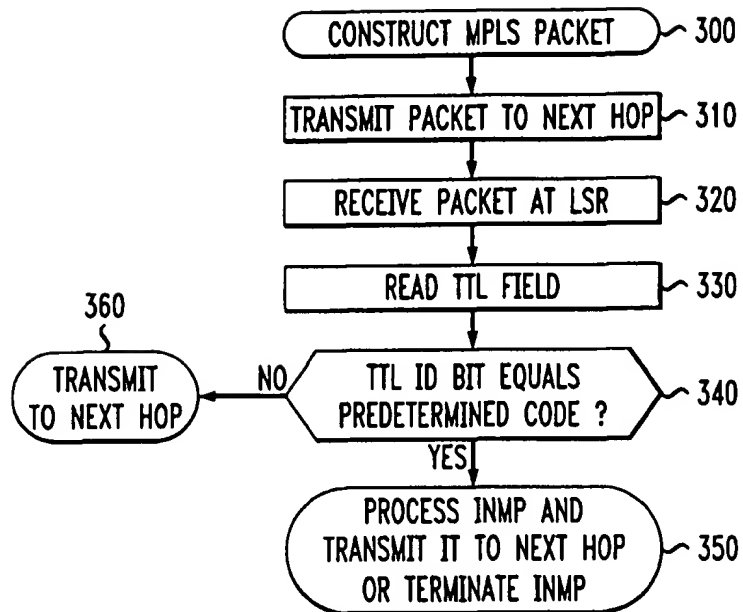 CONSTRUCT MPLS PACKET
300
TRANSMIT PACKET TO NEXT HOP
310
RECEIVE PACKET AT LSR
320
READ TTL FIELD
330
360
TRANSMIT
TO NEXT HOP
NO
TTL ID BIT EQUALS
PREDETERMINED CODE ?
340
YES
PROCESS INMP AND
TRANSMIT IT TO NEXT HOP
OR TERMINATE INMP
350